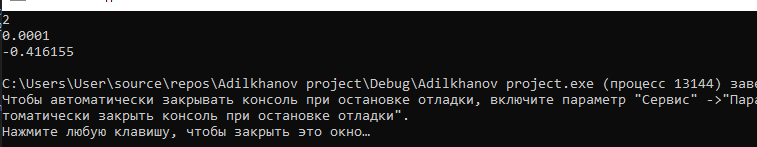 2
0.0001
-0.416155
C:\Users\User\source\repos\Adilkhanov project\Debug\Adilkhanov project.exe (процесс 13144) заве
Чтобы автоматически закрывать консоль при остановке отладки, включите параметр "Сервис" ->"Пара
томатически закрыть консоль при остановке отладки".
Нажмите любую клавишу, чтобы закрыть это окно…